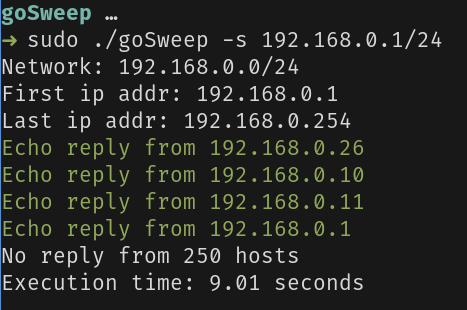 goSweep …
➜ sudo ./goSweep -s 192.168.0.1/24
Network: 192.168.0.0/24
First ip addr: 192.168.0.1
Last ip addr: 192.168.0.254
Echo reply from 192.168.0.26
Echo reply from 192.168.0.10
Echo reply from 192.168.0.11
Echo reply from 192.168.0.1
No reply from 250 hosts
Execution time: 9.01 seconds